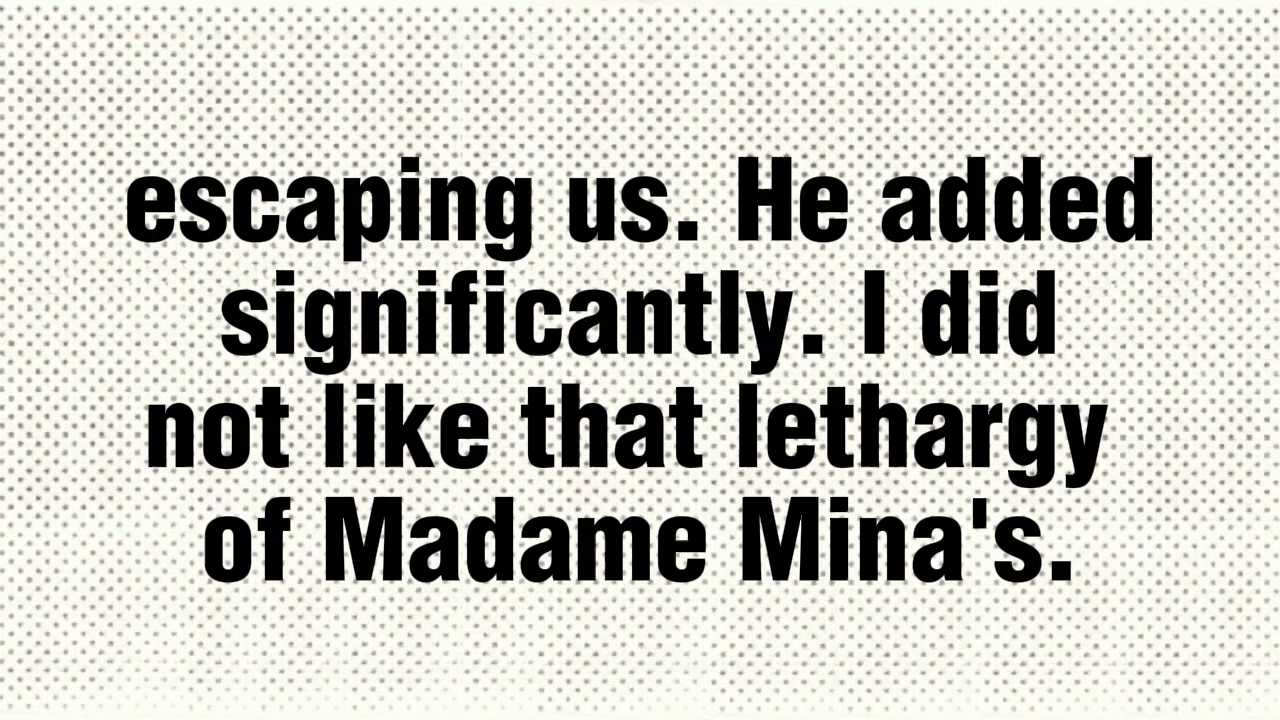 escaping us. He added
significantly. I did
not like that lethargy
of Madame Mina's.